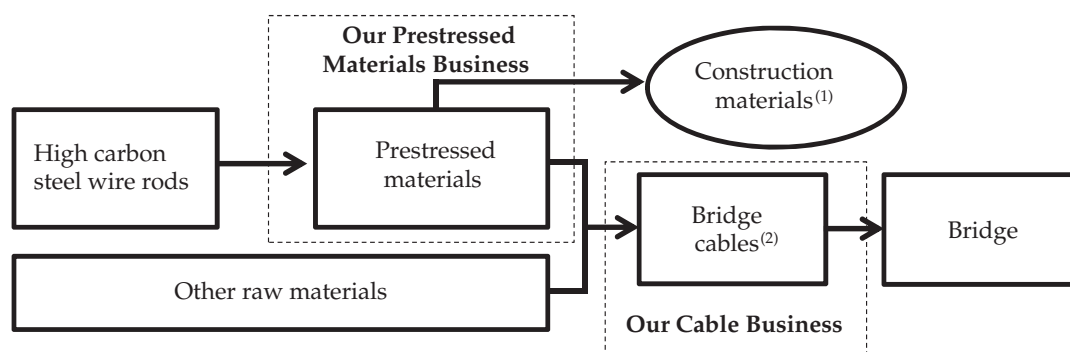 Our Prestressed
Materials Business
Construction
materials(1)
High carbon
steel wire rods
Prestressed
materials
Bridge
cables(2)
Bridge
Other raw materials
Our Cable Business